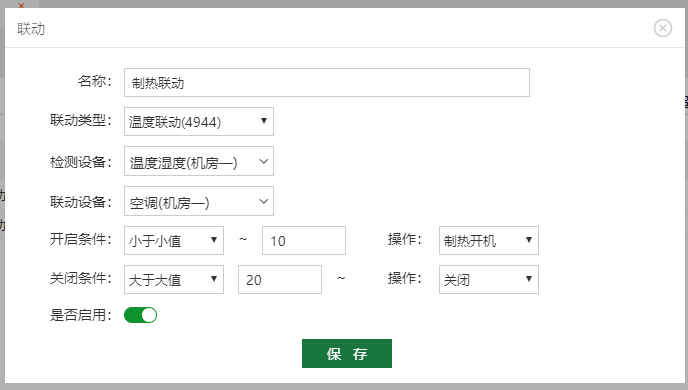 联动
名称： 制热联动
联动类型： 温度联动(4944)
检测设备： 温度湿度(机房一)
联动设备： 空调(机房一)
开启条件： 小于小值 ~ 10 操作： 制热开机
关闭条件： 大于大值 20 ~ 操作： 关闭
是否启用：
保 存